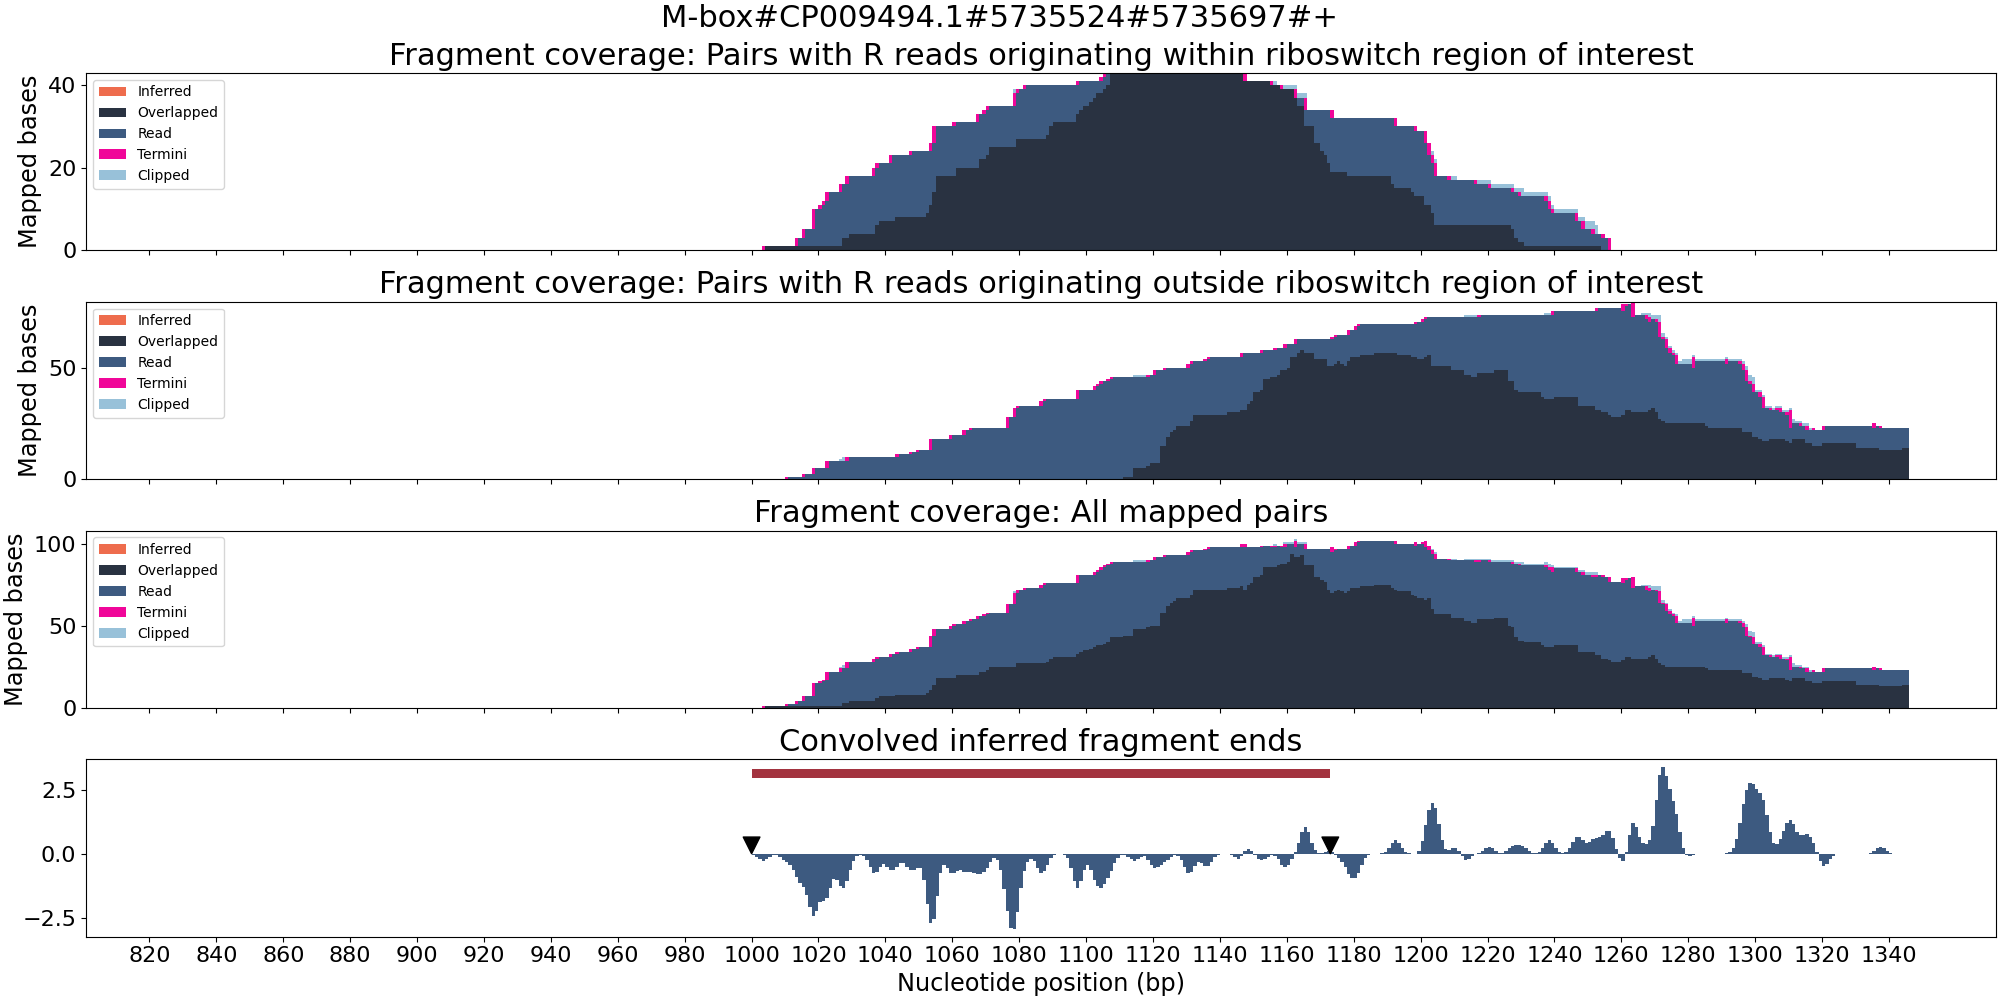 M-box#CP009494.1#5735524#5735697#+
Fragment coverage: Pairs with R reads originating within riboswitch region of interest
Mapped bases
40
20
0
Inferred
Overlapped
Read
Termini
Clipped
Fragment coverage: Pairs with R reads originating outside riboswitch region of interest
Mapped bases
50
0
Inferred
Overlapped
Read
Termini
Clipped
Fragment coverage: All mapped pairs
Mapped bases
100
50
0
Inferred
Overlapped
Read
Termini
Clipped
Convolved inferred fragment ends
2.5
0.0
−2.5
820 840 860 880 900 920 940 960 980 1000 1020 1040 1060 1080 1100 1120 1140 1160 1180 1200 1220 1240 1260 1280 1300 1320 1340
Nucleotide position (bp)